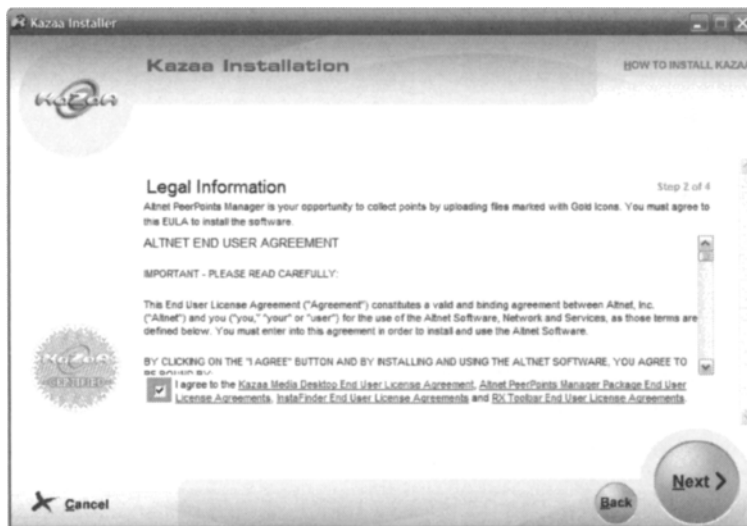 Kazaa Installer
Kazaa Installation
HOW TO INSTALL KAZAA
KaZaA
Legal Information
Step 2 of 4
Altnet PeerPoints Manager is your opportunity to collect points by uploading files marked with Gold Icons. You must agree to
this EULA to install the software.
ALTNET END USER AGREEMENT
IMPORTANT - PLEASE READ CAREFULLY:
This End User License Agreement ("Agreement") constitutes a valid and binding agreement between Altnet, Inc.
("Altnet") and you ("you," "your" or "user") for the use of the Altnet Software, Network and Services, as those terms are
defined below. You must enter into this agreement in order to install and use the Altnet Software.
BY CLICKING ON THE "I AGREE" BUTTON AND BY INSTALLING AND USING THE ALTNET SOFTWARE, YOU AGREE TO
BE BOUND BY:
KaZaA
CERTIFIED
I agree to the Kazaa Media Desktop End User License Agreement, Altnet PeerPoints Manager Package End User
License Agreements, InstaFinder End User License Agreements and RX Toolbar End User License Agreements.
Cancel
Back
Next